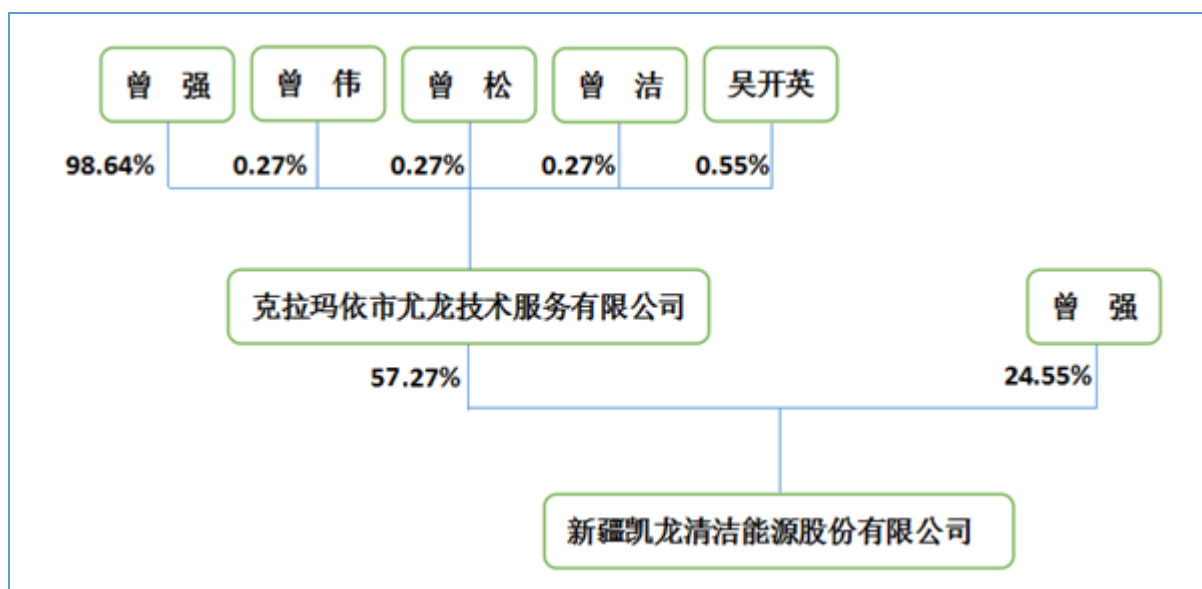 曾 强
曾 伟
曾 松
曾 洁
吴开英
98.64%
0.27%
0.27%
0.27%
0.55%
克拉玛依市尤龙技术服务有限公司
曾 强
57.27%
24.55%
新疆凯龙清洁能源股份有限公司